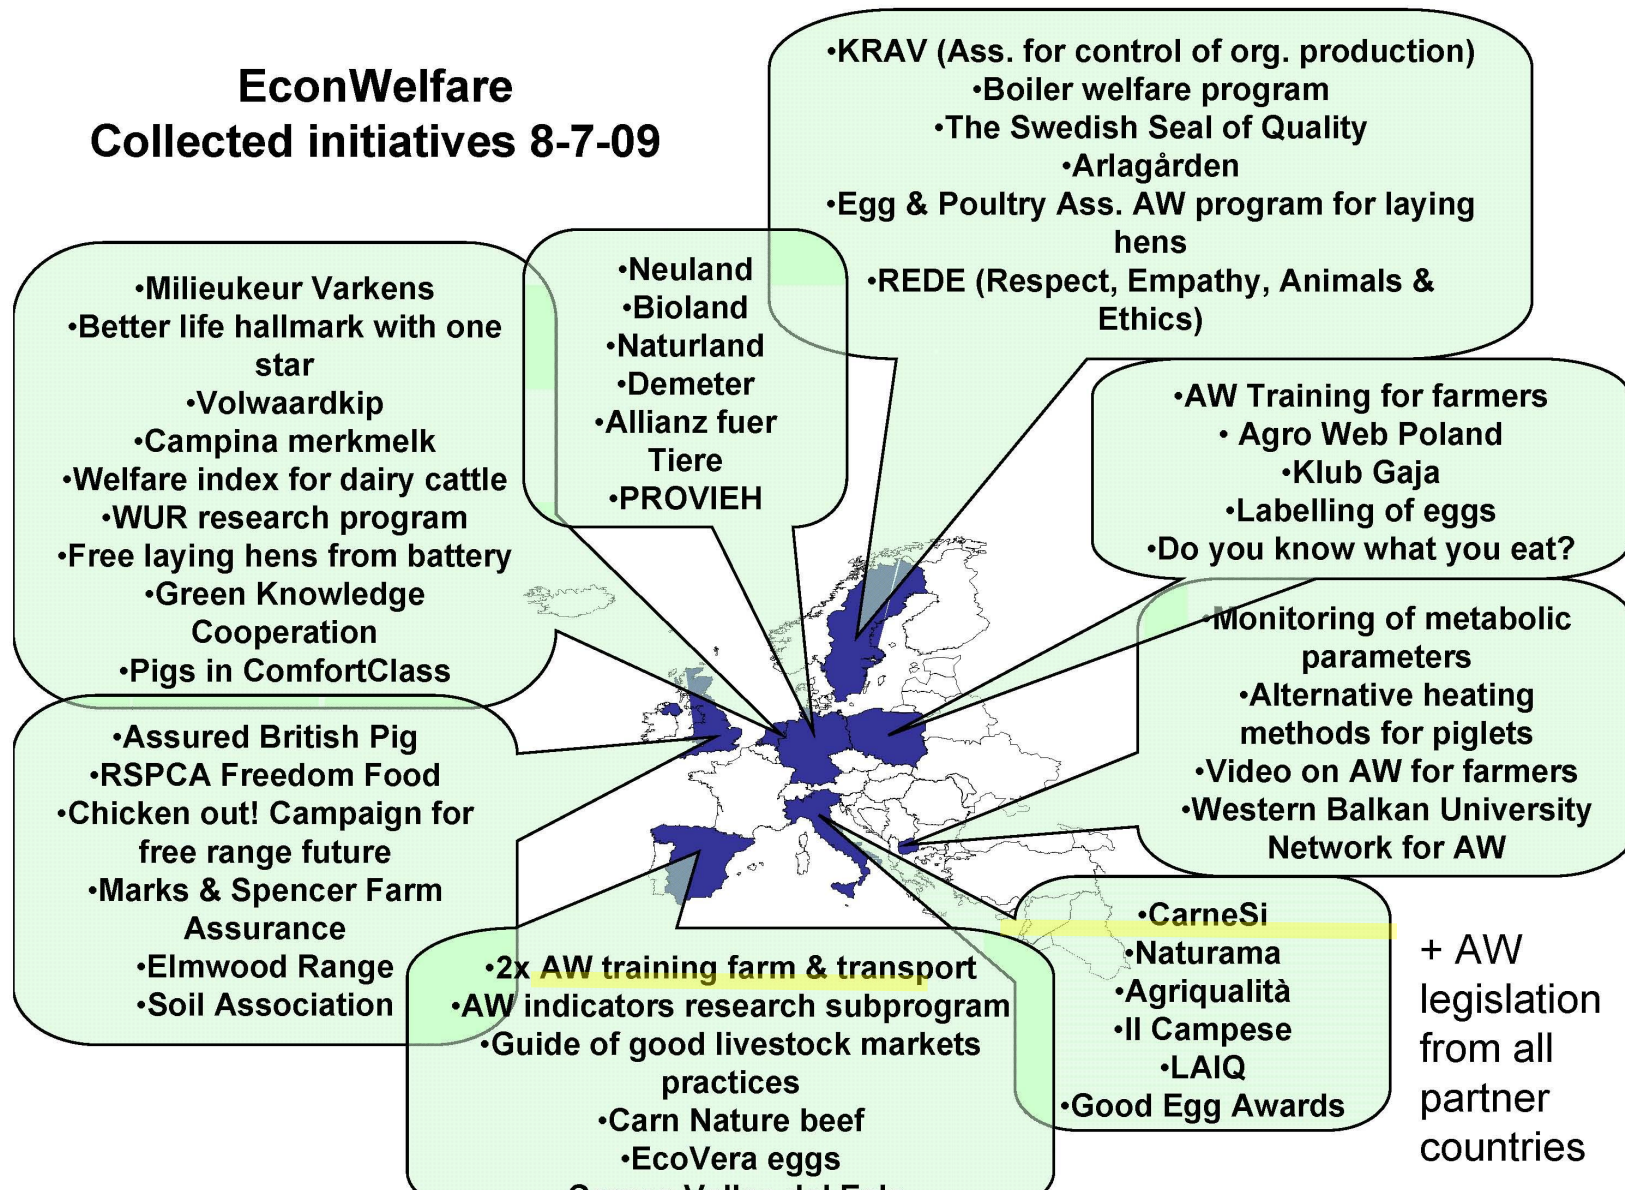 EconWelfare
Collected initiatives 8-7-09
•KRAV (Ass. for control of org. production)
•Boiler welfare program
•The Swedish Seal of Quality
•Arlagården
•Egg & Poultry Ass. AW program for laying
hens
•REDE (Respect, Empathy, Animals &
Ethics)
•Neuland
•Bioland
•Naturland
•Demeter
•Allianz fuer
Tiere
•PROVIEH
•Milieukeur Varkens
•Better life hallmark with one
star
•Volwaardkip
•Campina merkmelk
•Welfare index for dairy cattle
•WUR research program
•Free laying hens from battery
•Green Knowledge
Cooperation
•Pigs in ComfortClass
•AW Training for farmers
• Agro Web Poland
•Klub Gaja
•Labelling of eggs
•Do you know what you eat?
•Monitoring of metabolic
parameters
•Alternative heating
methods for piglets
•Video on AW for farmers
•Western Balkan University
Network for AW
•Assured British Pig
•RSPCA Freedom Food
•Chicken out! Campaign for
free range future
•Marks & Spencer Farm
Assurance
•Elmwood Range
•Soil Association
•2x AW training farm & transport
•AW indicators research subprogram
•Guide of good livestock markets
practices
•Carn Nature beef
•EcoVera eggs
•CarneSi
•Naturama
•Agriqualità
•Il Campese
•LAIQ
•Good Egg Awards
+ AW
legislation
from all
partner
countries